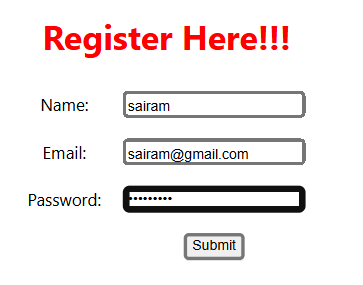 Register Here!!!
Name: sairam
Email: sairam@gmail.com
Password: •••••••••
Submit